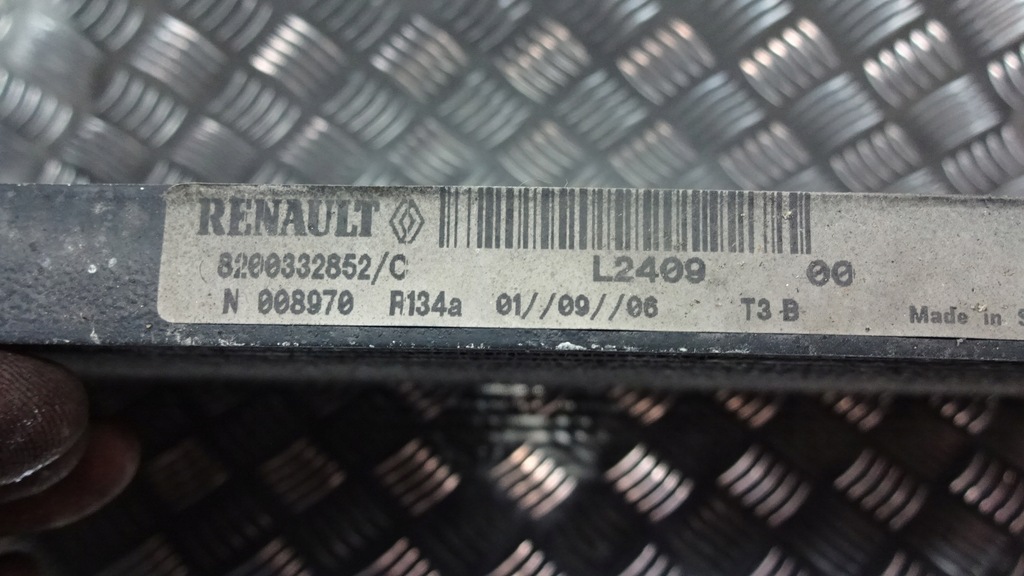 RENAULT
8200332852/C L2409 00
N 008970 R134a 01//09//06 T3 B Made in S